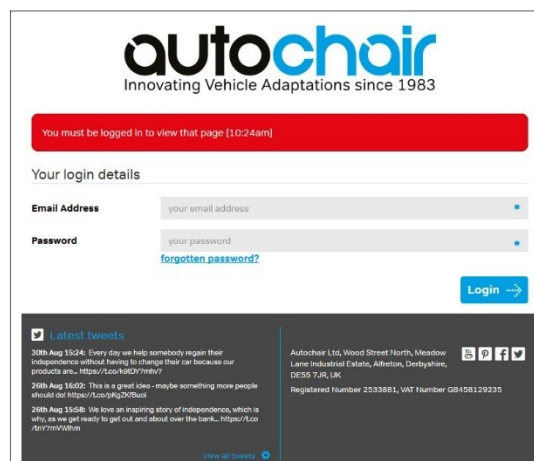 autochair
Innovating Vehicle Adaptations since 1983
You must be logged in to view that page [10:24am]
Your login details
Email Address
your email address
Password
your password
forgotten password?
Login
Latest tweets
30th Aug 15:24: Every day we help somebody regain their
independence without having to change their car because our
products are... https://t.co/k9tDY7mhv7
26th Aug 16:02: This is a great idea - maybe something more people
should do! https://t.co/pKgZKfBuoi
26th Aug 15:58: We love an inspiring story of independence, which is
why, as we get ready to out and about over the bank... https://t.co
/tnY7mVWlhm
View all tweets
Autochair Ltd, Wood Street North, Meadow
Lane Industrial Estate, Alfreton, Derbyshire,
DE55 7JR, UK
Registered Number 2533881, VAT Number GB458129235